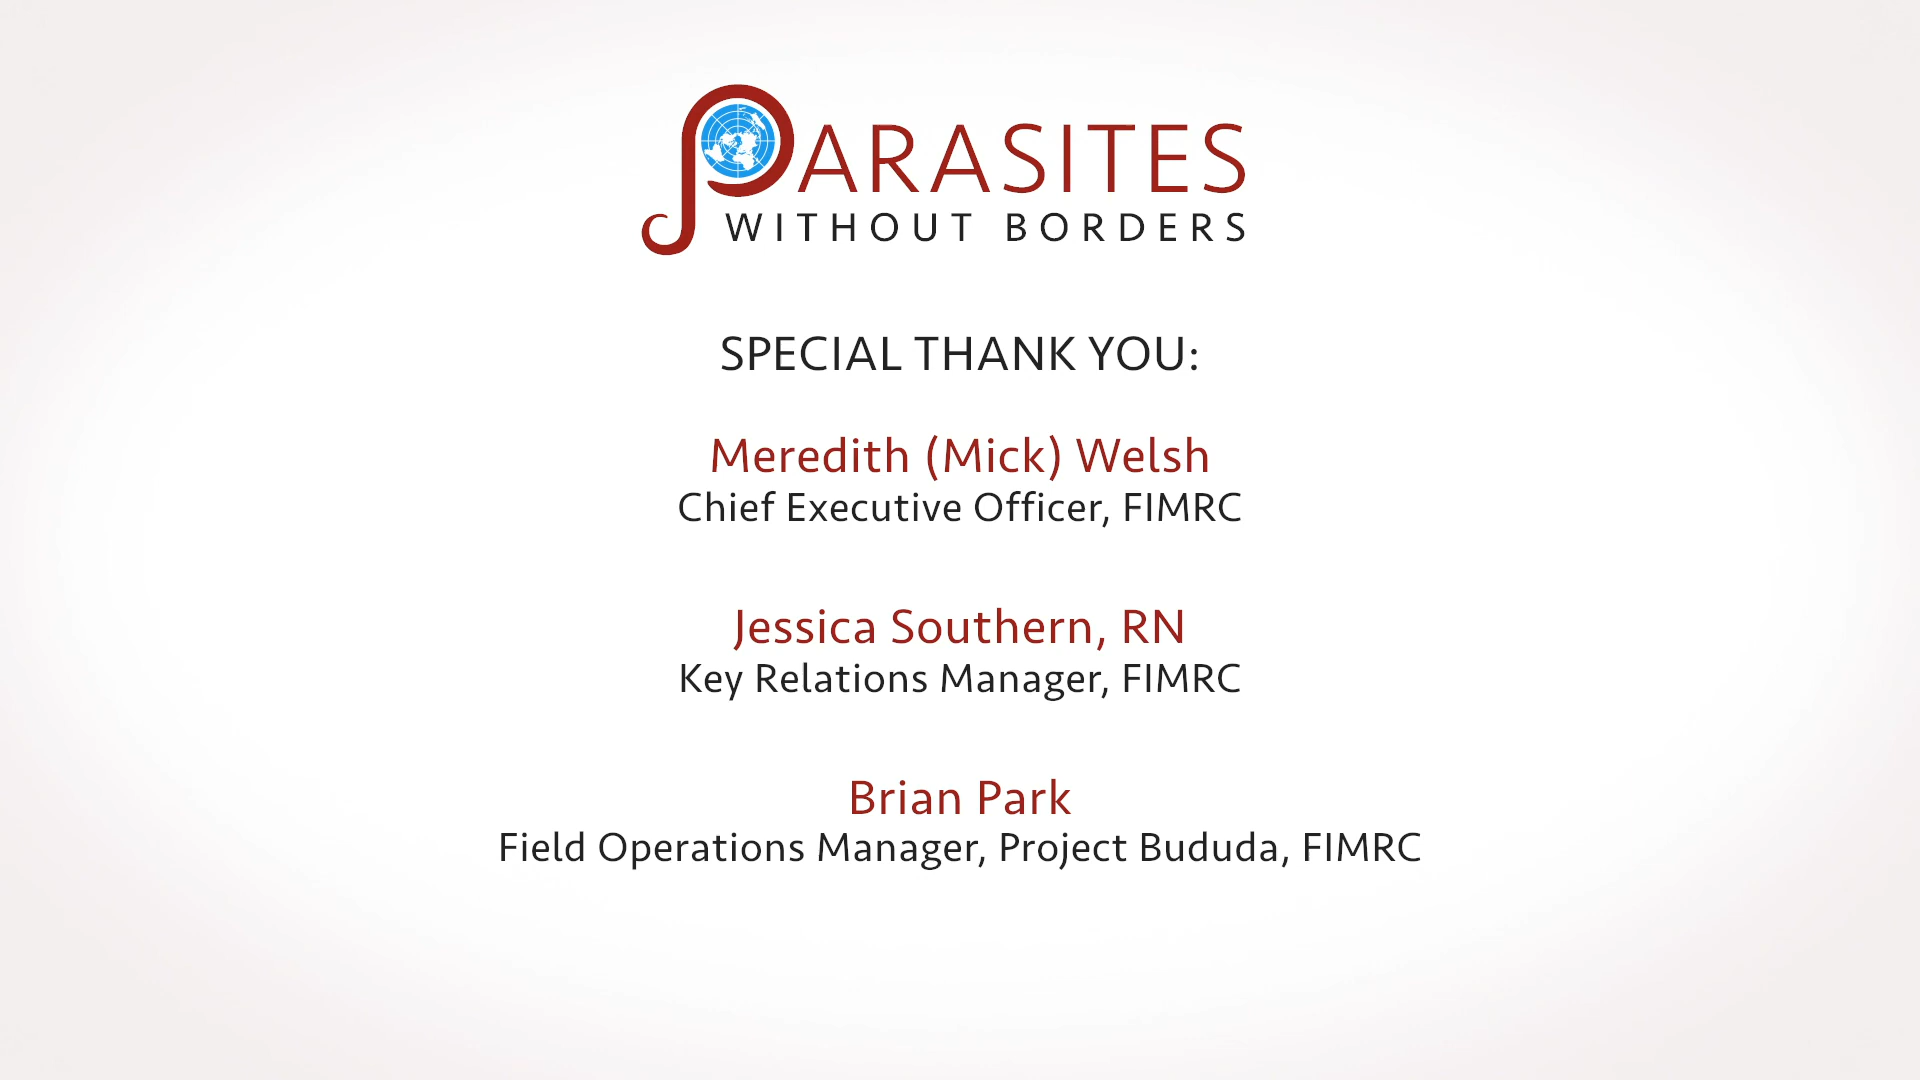 PARASITES
WITHOUT BORDERS
SPECIAL THANK YOU:
Meredith (Mick) Welsh
Chief Executive Officer, FIMRC
Jessica Southern, RN
Key Relations Manager, FIMRC
Brian Park
Field Operations Manager, Project Bududa, FIMRC